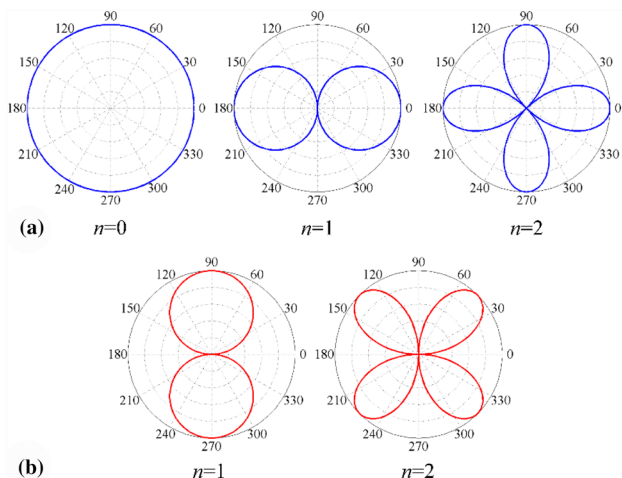 90 90 90
120 60 120 60 120 60
150 30 150 30 150 30
180 0 180 0 180 0
210 330 210 330 210 330
240 300 240 300 240 300
270 270 270
(a) n=0 n=1 n=2
90 90
120 60 120 60
150 30 150 30
180 0 180 0
210 330 210 330
240 300 240 300
270 270
(b) n=1 n=2